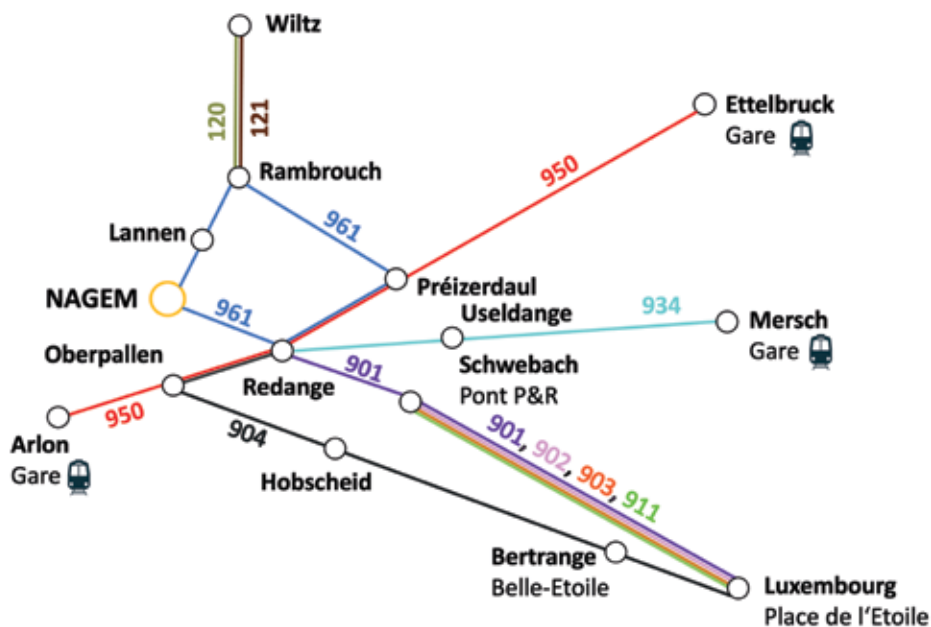 Wiltz
120
121
Ettelbruck
Gare
950
Rambrouch
961
Lannen
NAGEM
Préizerdaul
961
Useldange
934
Mersch
Gare
Oberpallen
Redange
901
Schwebach
Pont P&R
950
Arlon
Gare
904
Hobscheid
901, 902, 903, 911
Bertrange
Belle-Etoile
Luxembourg
Place de l'Etoile